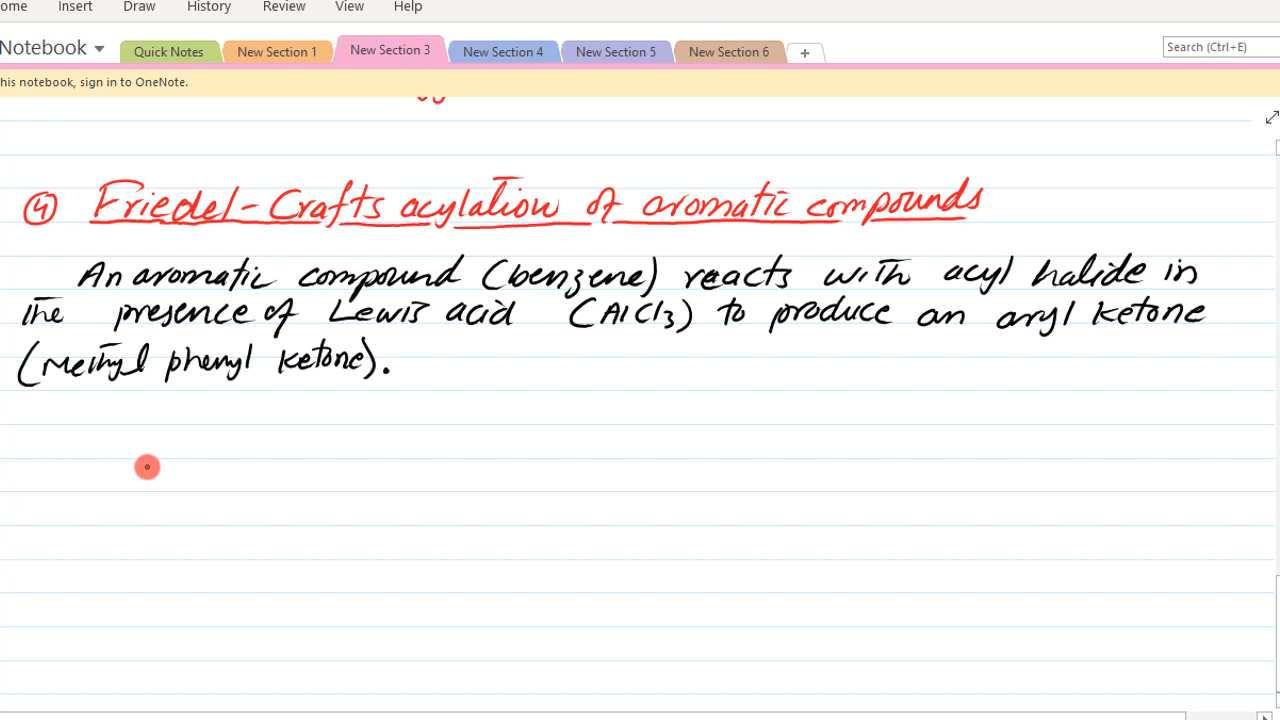 ome Insert Draw History Review View Help
Notebook Quick Notes New Section 1 New Section 3 New Section 4 New Section 5 New Section 6 + Search (Ctrl+E)
his notebook, sign in to OneNote.
④ Friedel-Crafts acylation of aromatic compounds
An aromatic compound (benzene) reacts with acyl halide in
the presence of Lewis acid (AlCl3) to produce an aryl ketone
(Methyl phenyl ketone).